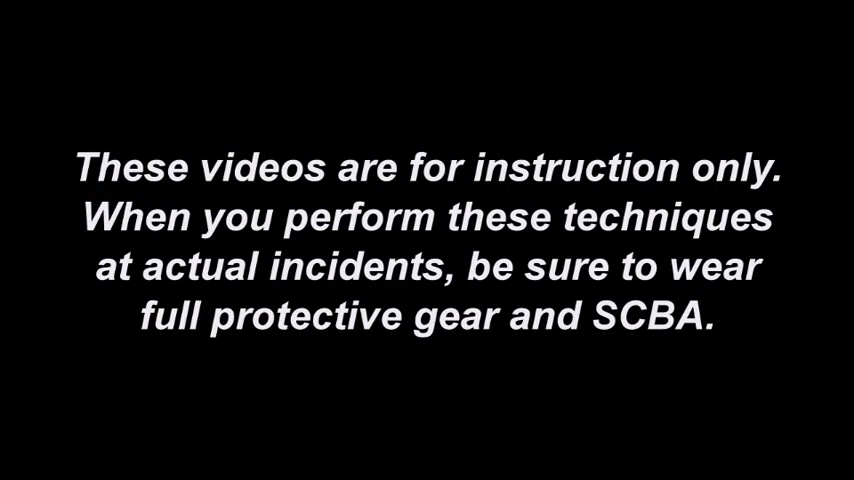 These videos are for instruction only.
When you perform these techniques
at actual incidents, be sure to wear
full protective gear and SCBA.